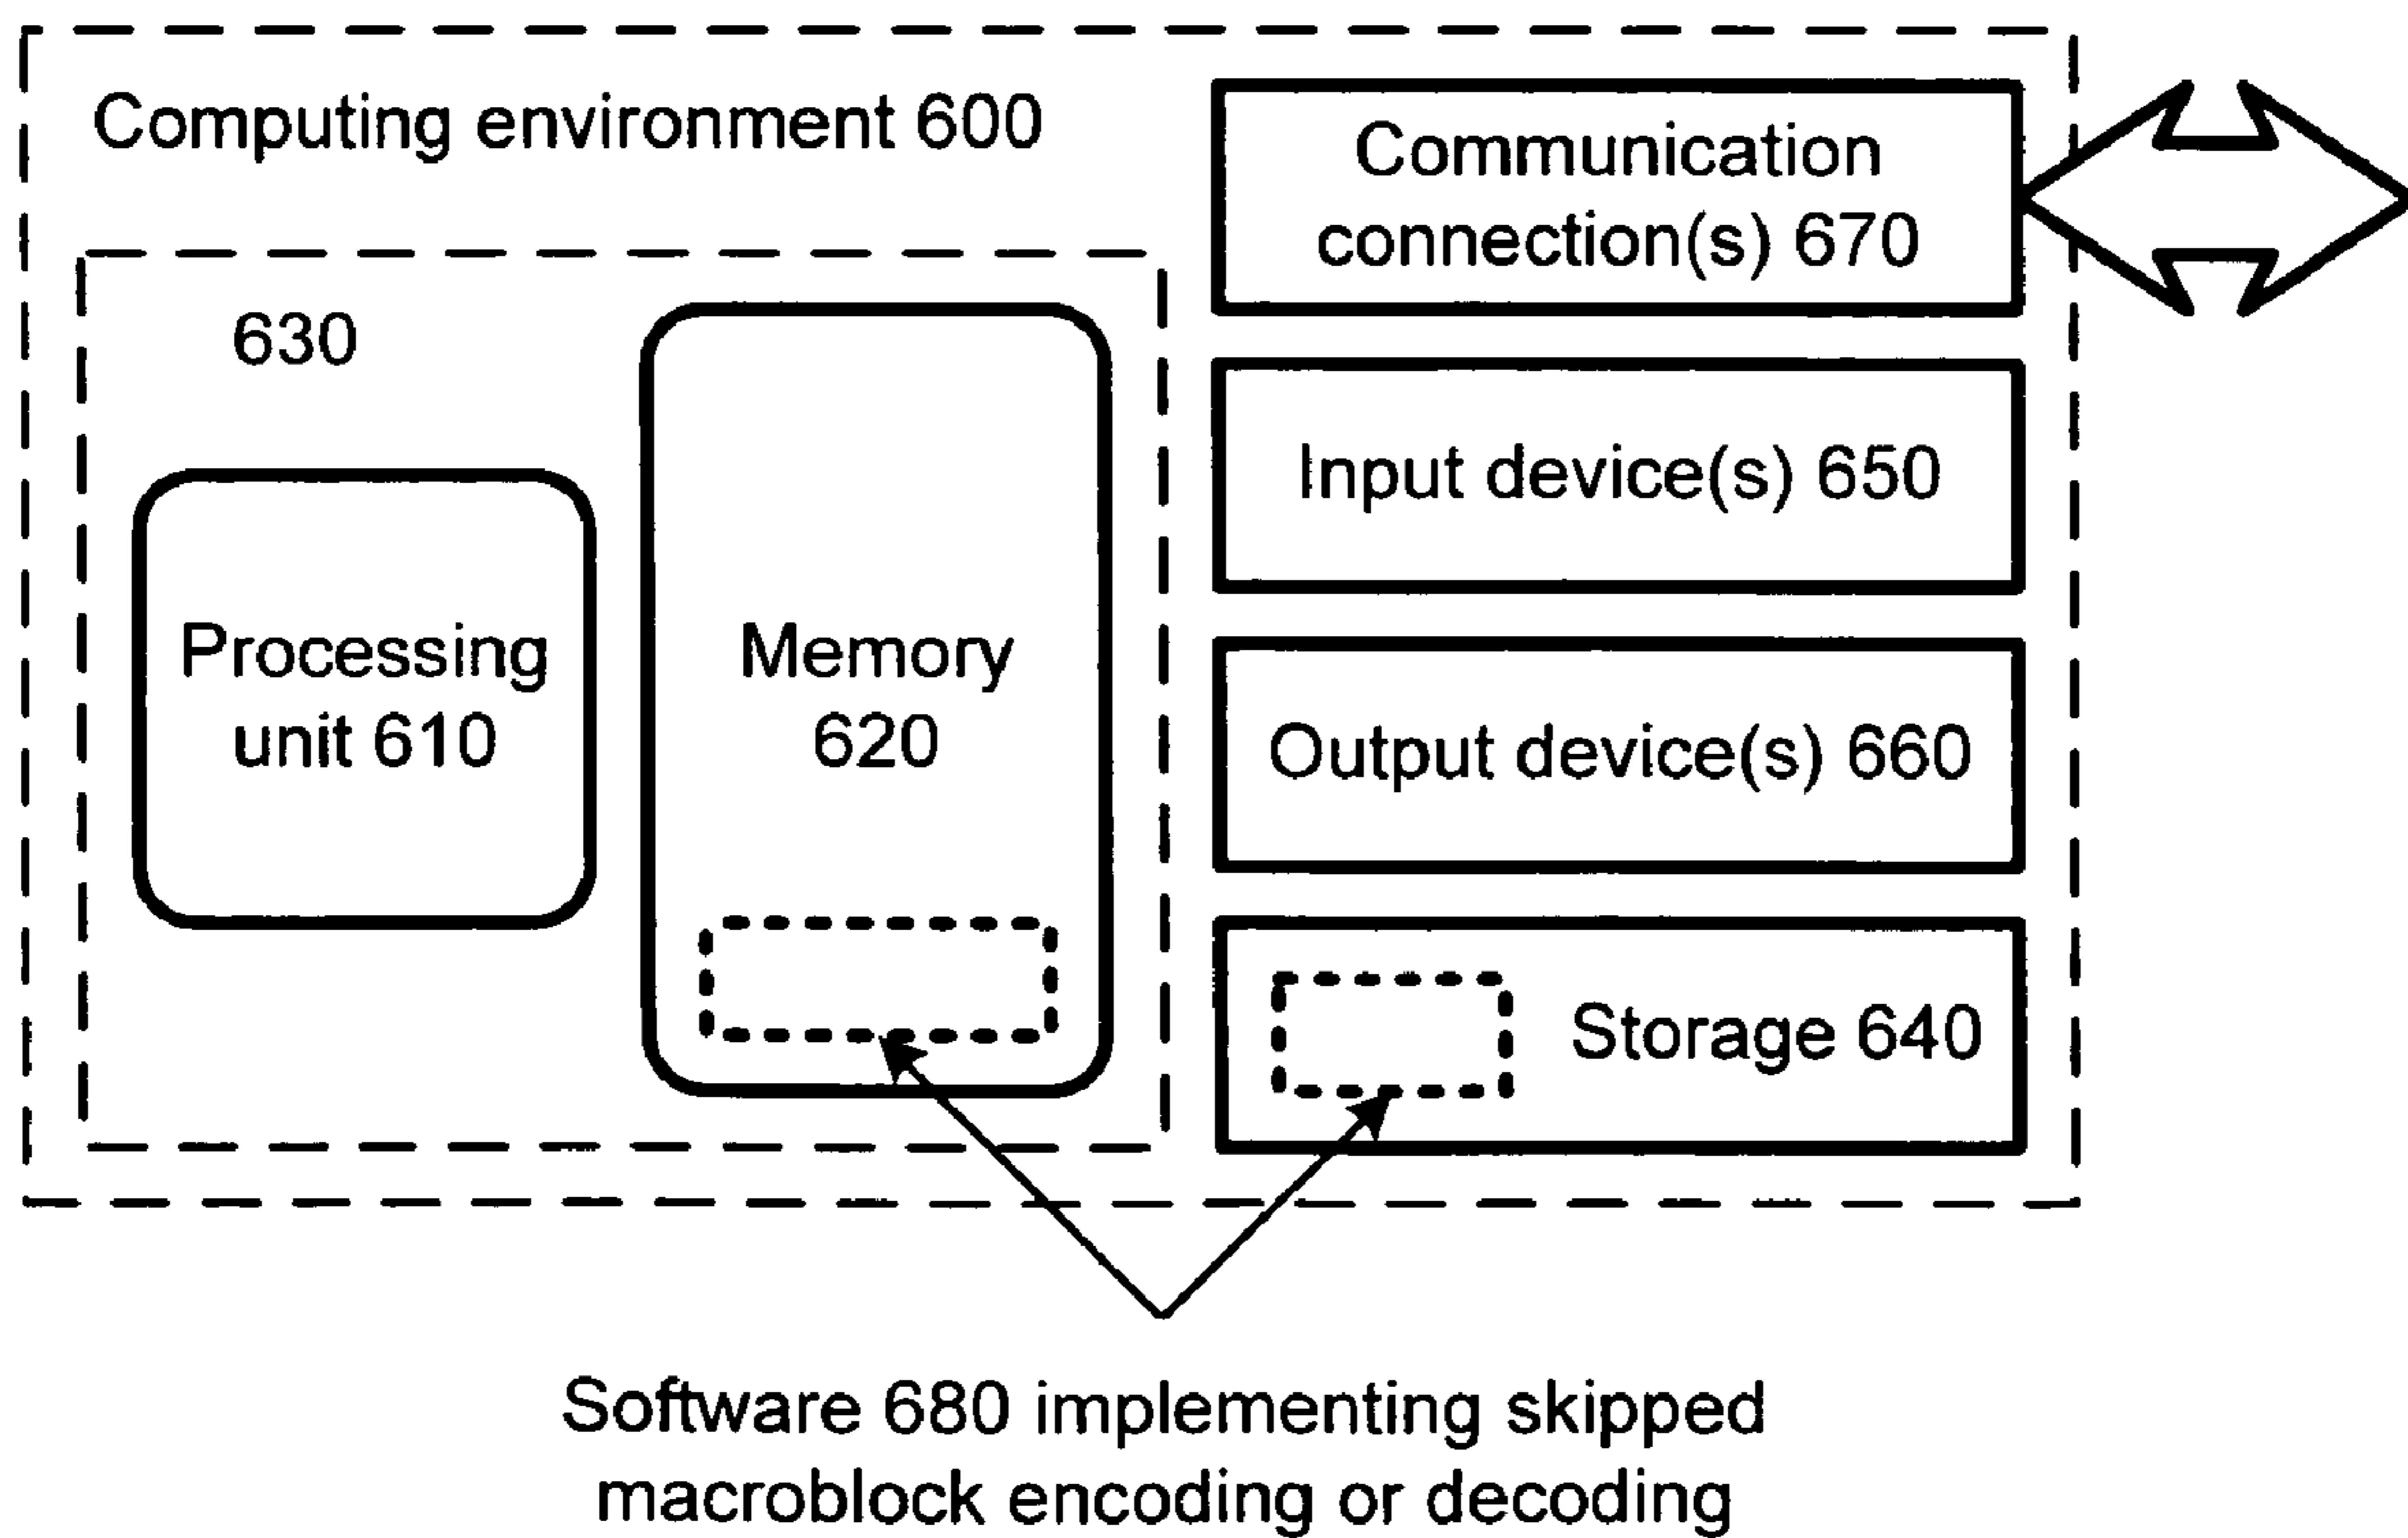 Computing environment 600
Communication
connection(s) 670
630
Input device(s) 650
Processing
unit 610
Memory
620
Output device(s) 660
Storage 640
Software 680 implementing skipped
macroblock encoding or decoding